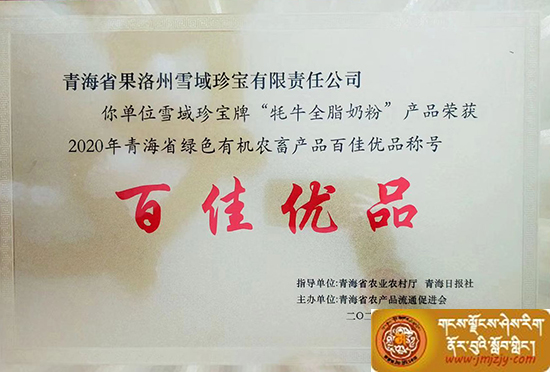 青海省果洛州雪域珍宝有限责任公司
你单位雪域珍宝牌“牦牛全脂奶粉”产品荣获
2020年青海省绿色有机农畜产品百佳优品称号
百佳优品
指导单位:青海省农业农村厅 青海日报社
主办单位:青海省农产品流通促进会
二〇二
གངས་ལྗོངས་ཤེས་རིག་
ནོར་བུའི་སློབ་གླིང་།
www.jmzjy.com